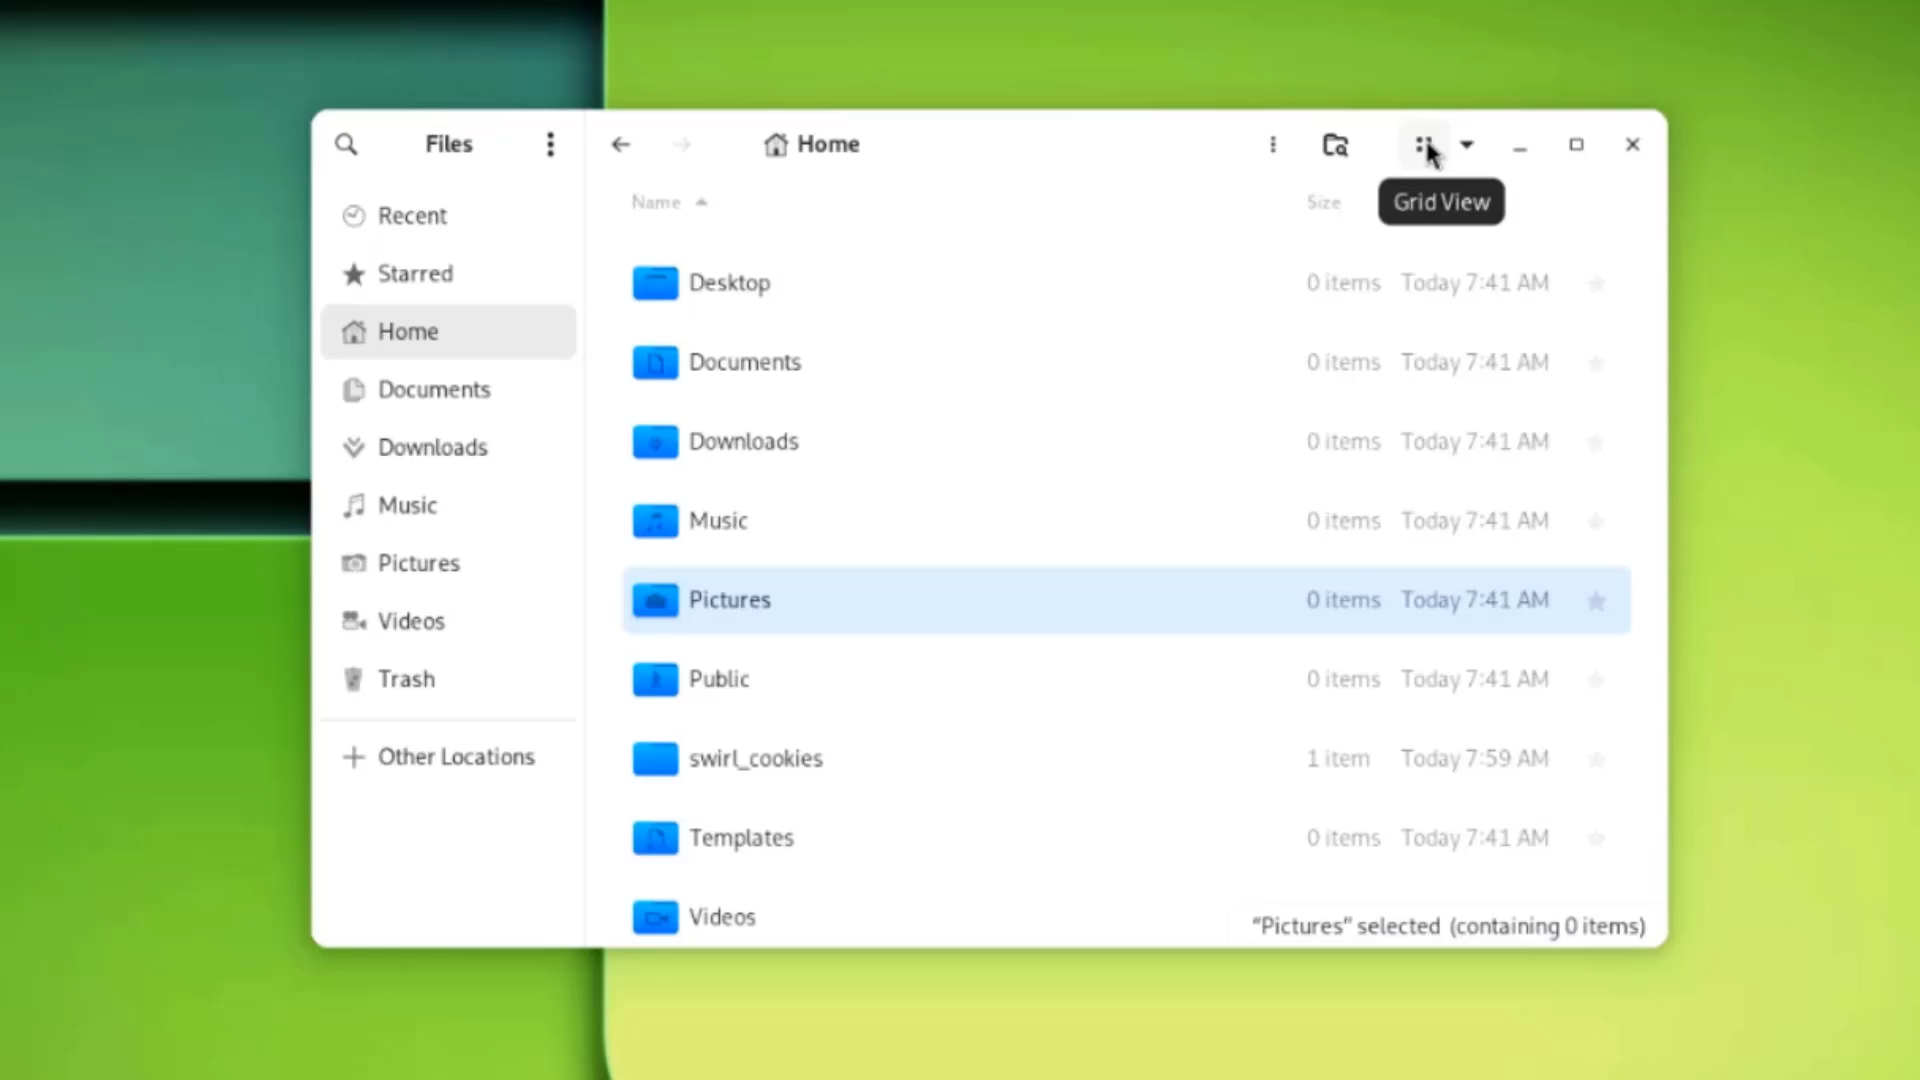 Files
Home
Grid View
Recent
Starred
Home
Documents
Downloads
Music
Pictures
Videos
Trash
Other Locations
Name Size
Desktop 0 items Today 7:41 AM
Documents 0 items Today 7:41 AM
Downloads 0 items Today 7:41 AM
Music 0 items Today 7:41 AM
Pictures 0 items Today 7:41 AM
Public 0 items Today 7:41 AM
swirl_cookies 1 item Today 7:59 AM
Templates 0 items Today 7:41 AM
Videos
“Pictures” selected (containing 0 items)